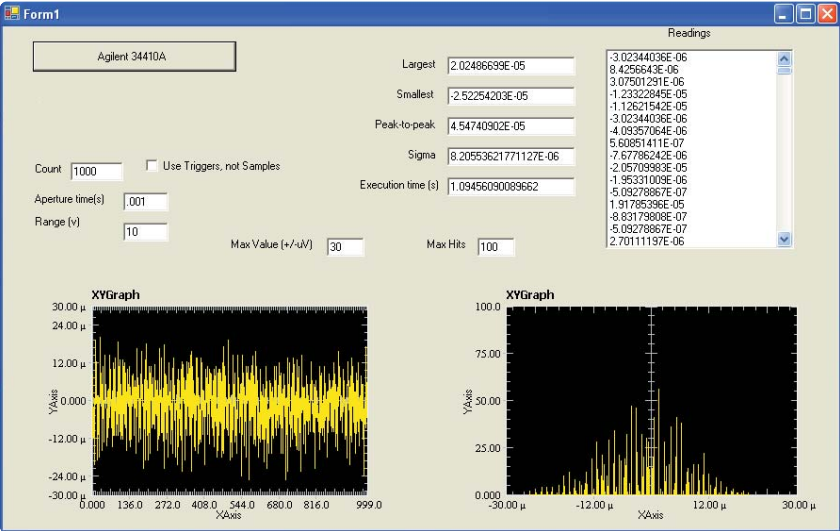 Form1
Agilent 34410A
Largest 2.02486699E-05
Smallest -2.52254203E-05
Peak-to-peak 4.54740902E-05
Sigma 8.20553621771127E-06
Execution time (s) 1.09456090089662
Readings
-3.02344036E-06
8.4256643E-06
3.07501291E-06
-1.23322845E-05
-1.12621542E-05
-3.02344036E-06
-4.09357064E-06
5.60851411E-07
-7.67786242E-06
-2.05709983E-05
-1.95331009E-06
-5.09278867E-07
1.91785396E-05
-8.83179808E-07
-5.09278867E-07
2.70111197E-06
Count 1000
Use Triggers, not Samples
Aperture time(s) .001
Range (v) 10
Max Value (+/-uV) 30
Max Hits 100
XYGraph
30.00 µ
24.00 µ
12.00 µ
0.000
-12.00 µ
-24.00 µ
-30.00 µ
YAxis
0.000 136.0 272.0 408.0 544.0 680.0 816.0 999.0
XAxis
XYGraph
100.0
75.00
50.00
25.00
0.000
YAxis
-30.00 µ -12.00 µ 12.00 µ 30.00 µ
XAxis